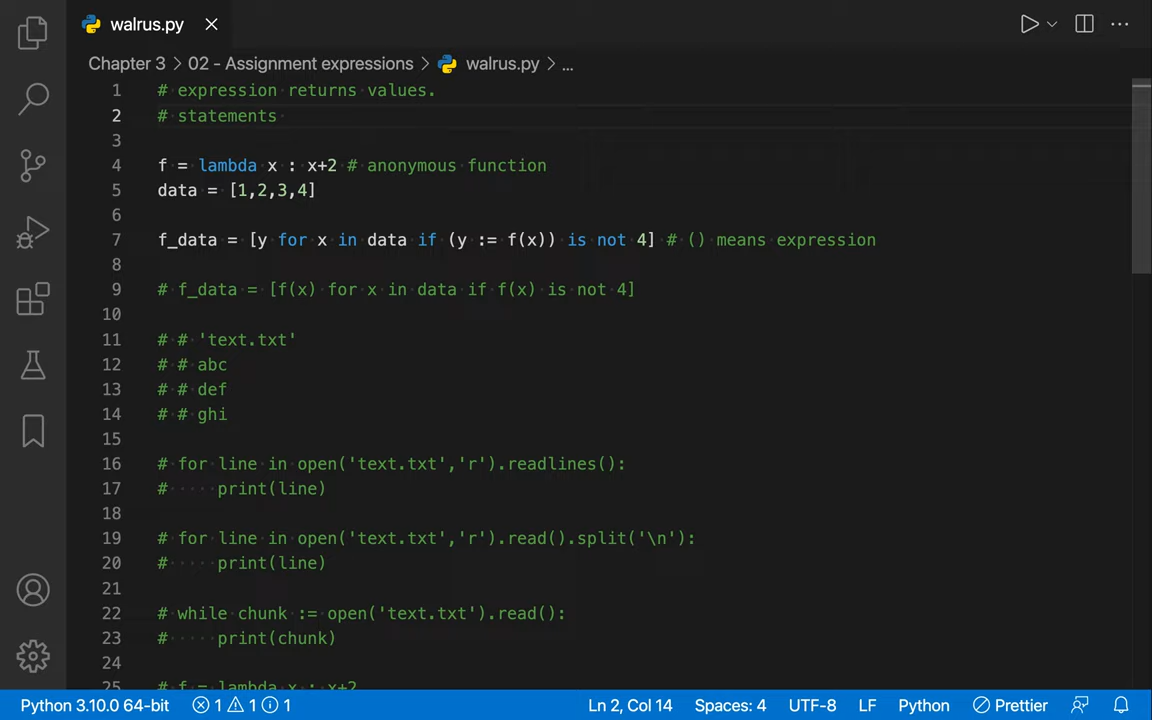 walrus.py
Chapter 3 > 02 - Assignment expressions > walrus.py > ...
1 # expression returns values.
2 # statements
3
4 f = lambda x : x+2 # anonymous function
5 data = [1,2,3,4]
6
7 f_data = [y for x in data if (y := f(x)) is not 4] # () means expression
8
9 # f_data = [f(x) for x in data if f(x) is not 4]
10
11 # # 'text.txt'
12 # # abc
13 # # def
14 # # ghi
15
16 # for line in open('text.txt','r').readlines():
17 #     print(line)
18
19 # for line in open('text.txt','r').read().split('\n'):
20 #     print(line)
21
22 # while chunk := open('text.txt').read():
23 #     print(chunk)
24
25 # f = lambda x : x+2
Python 3.10.0 64-bit 1 1 1 Ln 2, Col 14 Spaces: 4 UTF-8 LF Python Prettier